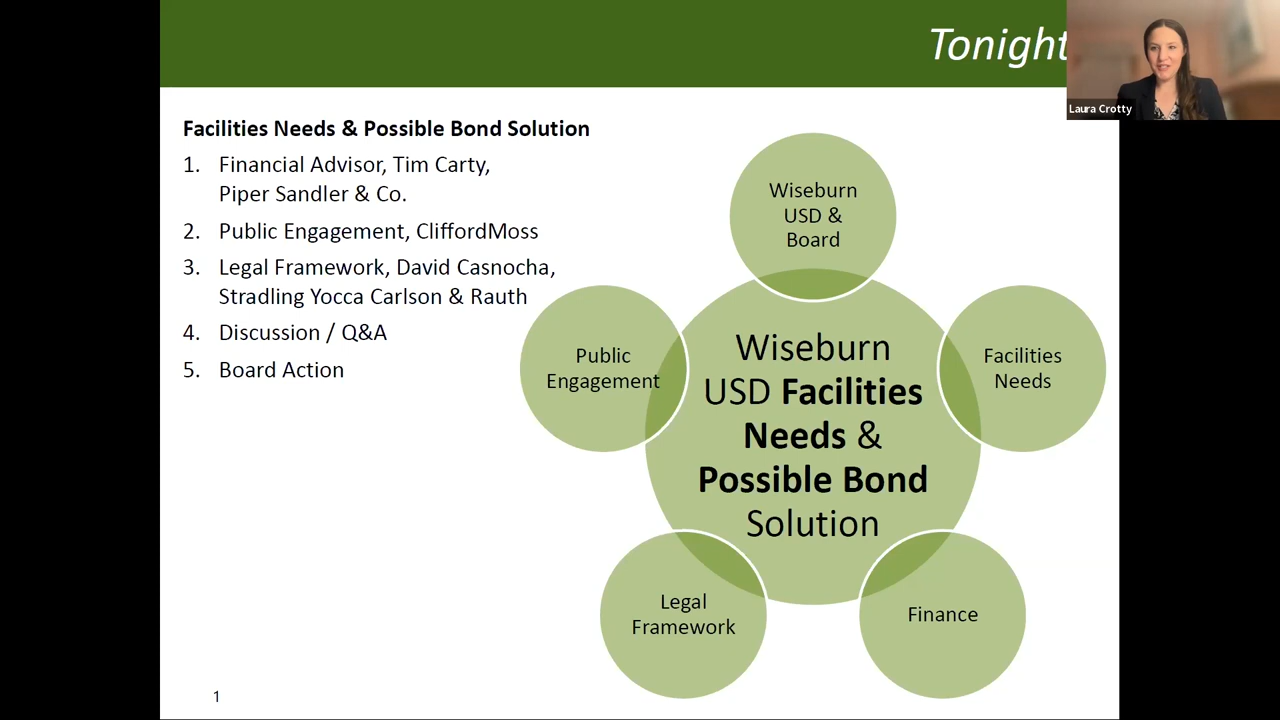 Tonight
Laura Crotty
Facilities Needs & Possible Bond Solution
1. Financial Advisor, Tim Carty,
Piper Sandler & Co.
2. Public Engagement, CliffordMoss
3. Legal Framework, David Casnocha,
Stradling Yocca Carlson & Rauth
4. Discussion / Q&A
5. Board Action
Wiseburn
USD &
Board
Public
Engagement
Facilities
Needs
Wiseburn
USD Facilities
Needs &
Possible Bond
Solution
Legal
Framework
Finance
1